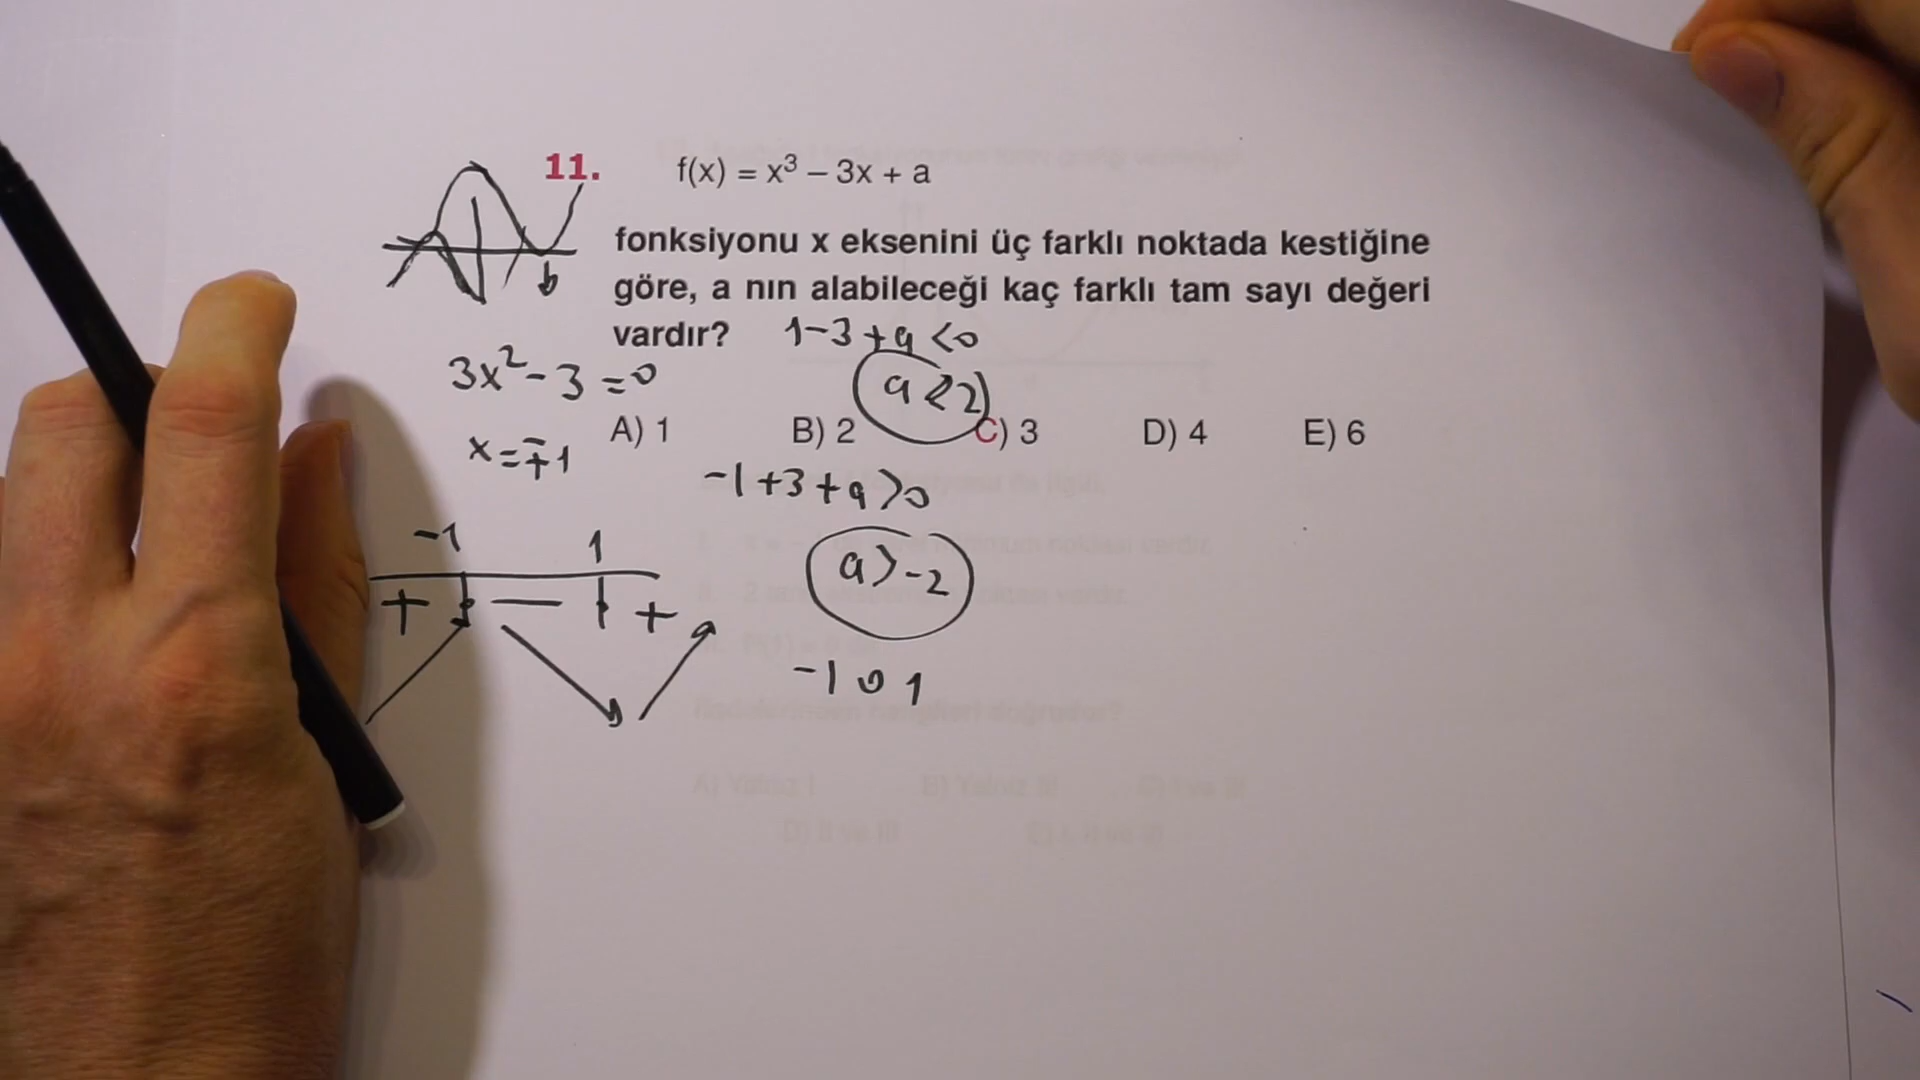 11. f(x) = x³ – 3x + a
fonksiyonu x eksenini üç farklı noktada kestiğine
göre, a nın alabileceği kaç farklı tam sayı değeri
vardır? 1-3+a<0
3x²-3=0
a<2
A) 1 B) 2 C) 3 D) 4 E) 6
x=∓1
-1+3+a>0
-1 1
a>-2
+ — +
-1 0 1